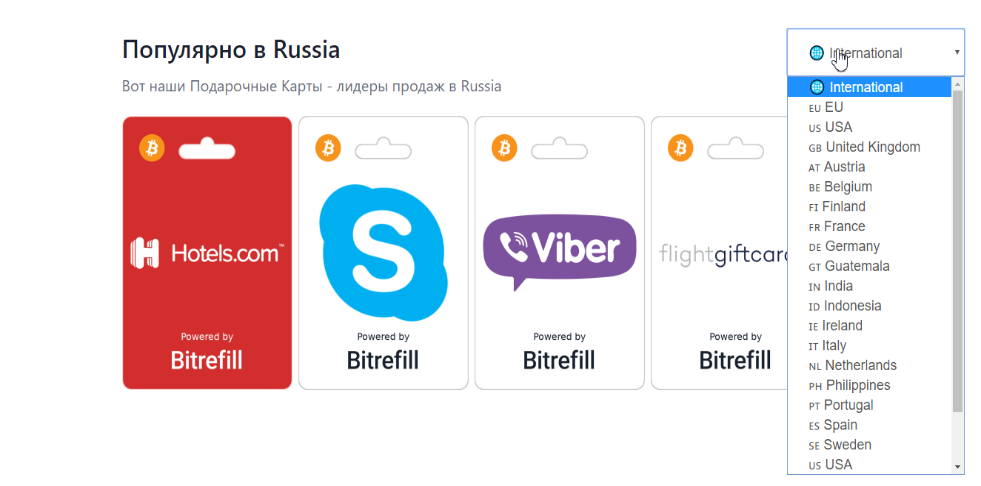 Популярно в Russia
Вот наши Подарочные Карты - лидеры продаж в Russia
Hotels.com™
Powered by
Bitrefill
S
Powered by
Bitrefill
Viber
Powered by
Bitrefill
flightgiftcard
Powered by
Bitrefill
International
International
EU EU
US USA
GB United Kingdom
AT Austria
BE Belgium
FI Finland
FR France
DE Germany
GT Guatemala
IN India
ID Indonesia
IE Ireland
IT Italy
NL Netherlands
PH Philippines
PT Portugal
ES Spain
SE Sweden
US USA